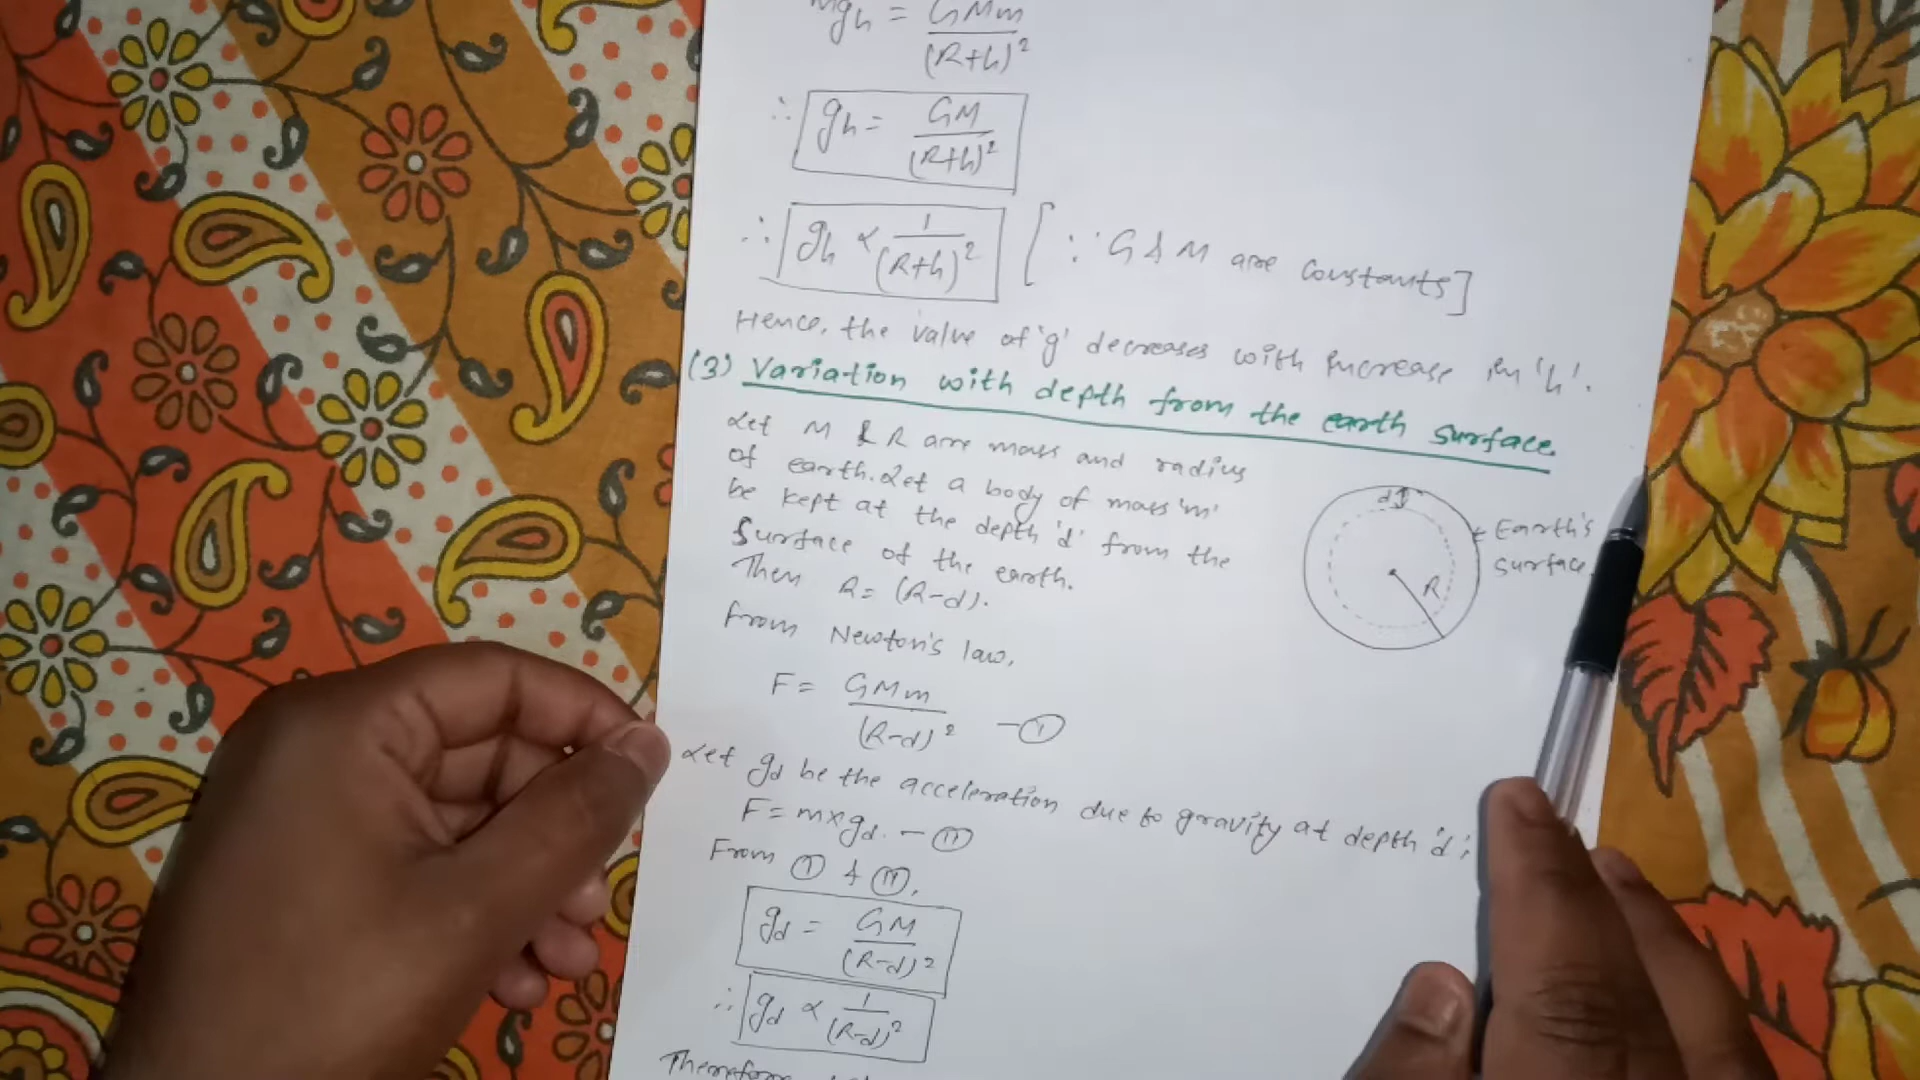 mgh = GMm/(R+h)²
∴ gh = GM/(R+h)²
∴ gh ∝ 1/(R+h)² [∵ G & M are constants]
Hence, the value of 'g' decreases with increase in 'h'.
(3) Variation with depth from the earth surface.
Let M & R are mass and radius
of earth. Let a body of mass 'm'
be kept at the depth 'd' from the
surface of the earth.
Then R = (R-d).
From Newton's law,
F = GMm/(R-d)² - (I)
Let gd be the acceleration due to gravity at depth 'd',
F = m×gd. - (II)
From (I) & (II),
gd = GM/(R-d)²
∴ gd ∝ 1/(R-d)²
Therefore
d
R
Earth's
surface